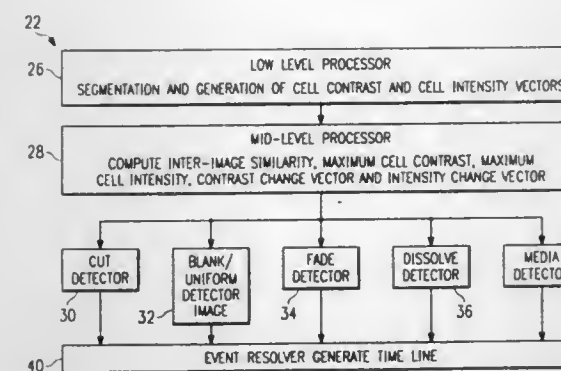 22
26
LOW LEVEL PROCESSOR
SEGMENTATION AND GENERATION OF CELL CONTRAST AND CELL INTENSITY VECTORS
28
MID-LEVEL PROCESSOR
COMPUTE INTER-IMAGE SIMILARITY, MAXIMUM CELL CONTRAST, MAXIMUM
CELL INTENSITY, CONTRAST CHANGE VECTOR AND INTENSITY CHANGE VECTOR
CUT
DETECTOR
30
BLANK/
UNIFORM
DETECTOR
IMAGE
32
FADE
DETECTOR
34
DISSOLVE
DETECTOR
36
MEDIA
DETECTO
40
EVENT RESOLVER GENERATE TIME LINE